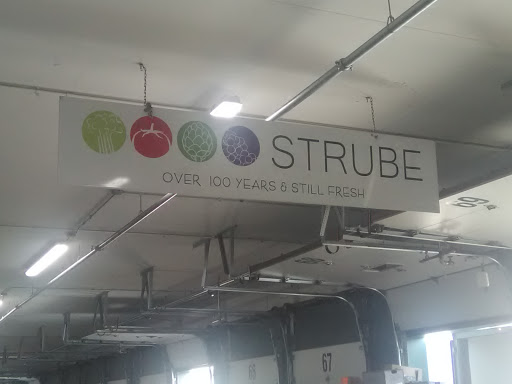 STRUBE
OVER 100 YEARS & STILL FRESH
67